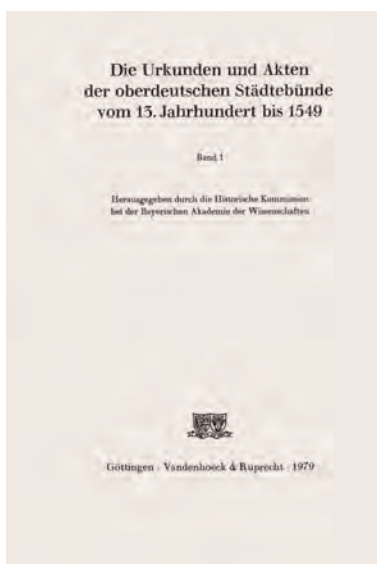 Die Urkunden und Akten
der oberdeutschen Städtebünde
vom 13. Jahrhundert bis 1549
Band 1
Herausgegeben durch die Historische Kommission
bei der Bayerischen Akademie der Wissenschaften
Göttingen · Vandenhoeck & Ruprecht · 1979